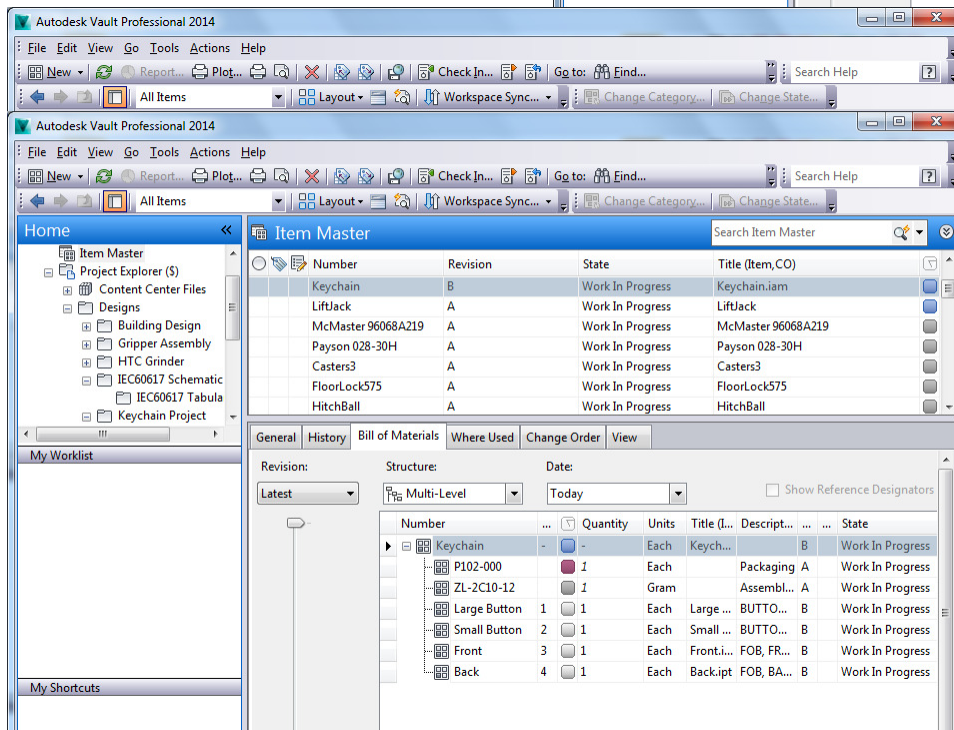 Autodesk Vault Professional 2014
File Edit View Go Tools Actions Help
New Report... Plot... Check In... Go to: Find... Search Help
All Items Layout Workspace Sync... Change Category... Change State...
Autodesk Vault Professional 2014
File Edit View Go Tools Actions Help
New Report... Plot... Check In... Go to: Find... Search Help
All Items Layout Workspace Sync... Change Category... Change State...
Home
Item Master
Project Explorer ($)
Content Center Files
Designs
Building Design
Gripper Assembly
HTC Grinder
IEC60617 Schematic
IEC60617 Tabula
Keychain Project
My Worklist
My Shortcuts
Item Master Search Item Master
Number Revision State Title (Item,CO)
Keychain B Work In Progress Keychain.iam
LiftJack A Work In Progress LiftJack
McMaster 96068A219 A Work In Progress McMaster 96068A219
Payson 028-30H A Work In Progress Payson 028-30H
Casters3 A Work In Progress Casters3
FloorLock575 A Work In Progress FloorLock575
HitchBall A Work In Progress HitchBall
General History Bill of Materials Where Used Change Order View
Revision: Structure: Date:
Latest Multi-Level Today Show Reference Designators
Number ... Quantity Units Title (I... Descript... ... ... State
Keychain - - Each Keych... B Work In Progress
P102-000 1 Each Packaging A Work In Progress
ZL-2C10-12 1 Gram Assembl... A Work In Progress
Large Button 1 1 Each Large ... BUTTO... B Work In Progress
Small Button 2 1 Each Small ... BUTTO... B Work In Progress
Front 3 1 Each Front.i... FOB, FR... B Work In Progress
Back 4 1 Each Back.ipt FOB, BA... B Work In Progress